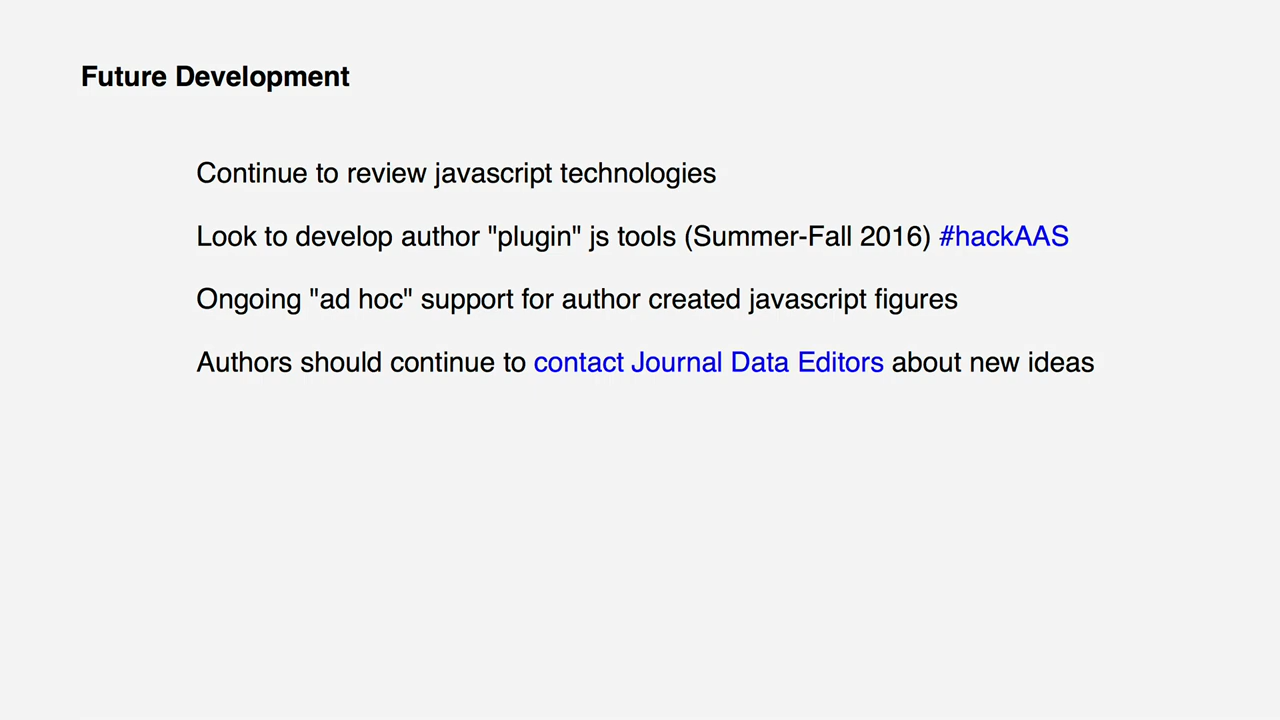 Future Development
Continue to review javascript technologies
Look to develop author "plugin" js tools (Summer-Fall 2016) #hackAAS
Ongoing "ad hoc" support for author created javascript figures
Authors should continue to contact Journal Data Editors about new ideas